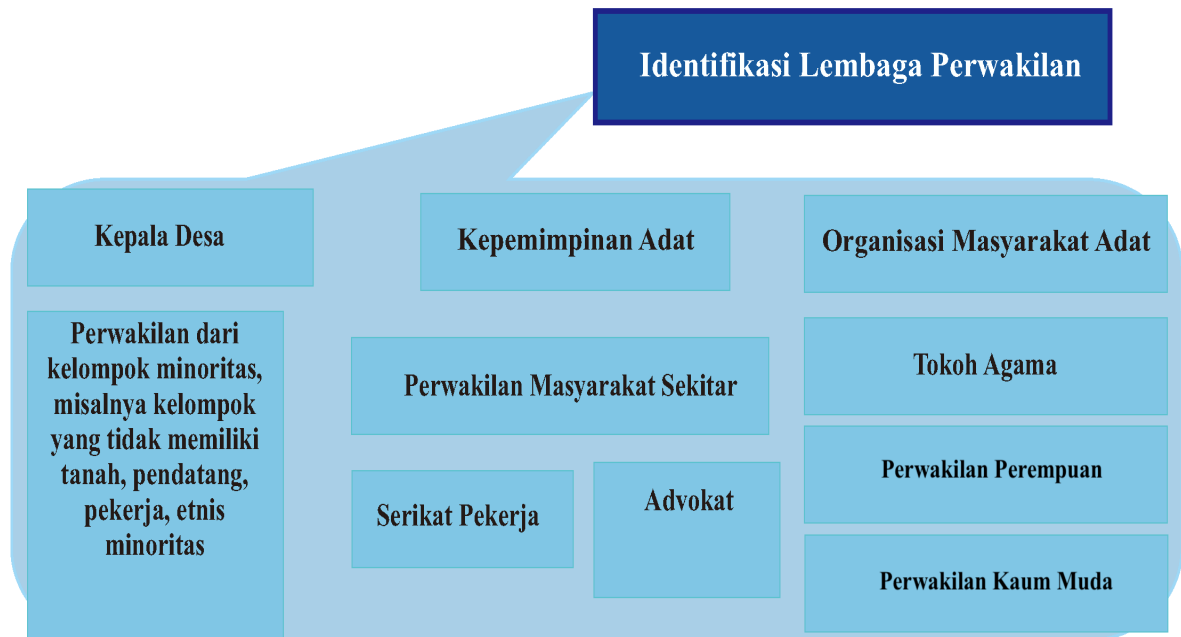 Identifikasi Lembaga Perwakilan
Kepala Desa
Kepemimpinan Adat
Organisasi Masyarakat Adat
Perwakilan dari
kelompok minoritas,
misalnya kelompok
yang tidak memiliki
tanah, pendatang,
pekerja, etnis
minoritas
Perwakilan Masyarakat Sekitar
Tokoh Agama
Serikat Pekerja
Advokat
Perwakilan Perempuan
Perwakilan Kaum Muda